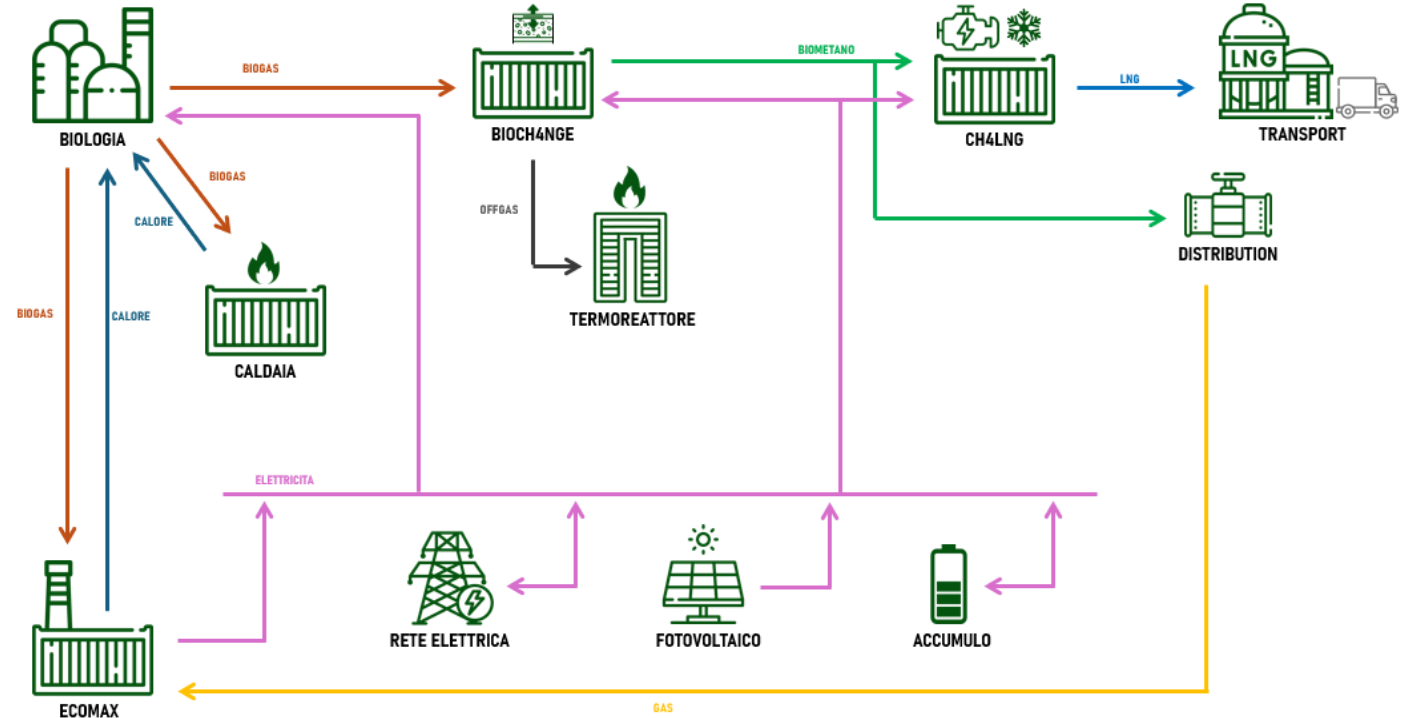 BIOGAS
BIOMETANO
LNG
LNG
BIOLOGIA
BIOCH4NGE
CH4LNG
TRANSPORT
BIOGAS
CALORE
OFFGAS
DISTRIBUTION
BIOGAS
CALORE
TERMOREATTORE
CALDAIA
ELETTRICITA
RETE ELETTRICA
FOTOVOLTAICO
ACCUMULO
ECOMAX
GAS